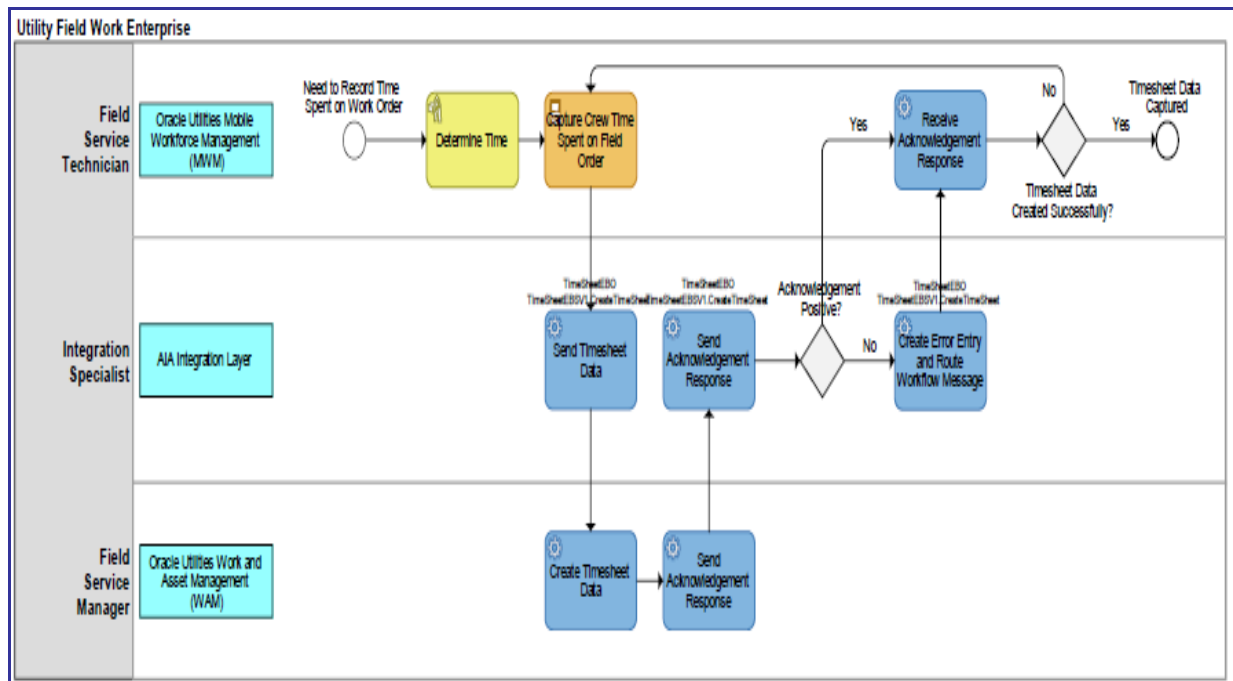 Utility Field Work Enterprise
Field
Service
Technician
Oracle Utilities Mobile
Workforce Management
(MWM)
Need to Record Time
Spent on Work Order
Determine Time
Capture Crew Time
Spent on Field
Order
Yes
Receive
Acknowledgement
Response
No
Timesheet Data
Created Successfully?
Yes
Timesheet Data
Captured
Integration
Specialist
AIA Integration Layer
TimeSheetEBO
TimeSheetEBSV1.CreateTimeSheet
Send Timesheet
Data
TimeSheetEBO
TimeSheetEBSV1.CreateTimeSheet
Send
Acknowledgement
Response
Acknowledgement
Positive?
No
TimeSheetEBO
TimeSheetEBSV1.CreateTimeSheet
Create Error Entry
and Route
Workflow Message
Field
Service
Manager
Oracle Utilities Work and
Asset Management
(WAM)
Create Timesheet
Data
Send
Acknowledgement
Response